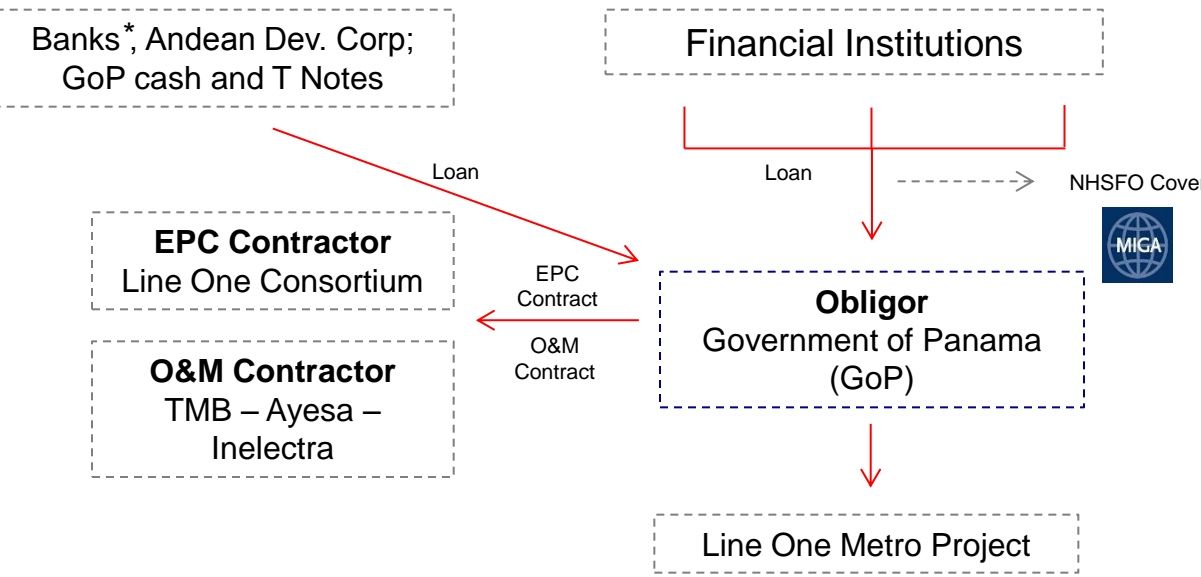 Banks*, Andean Dev. Corp;
GoP cash and T Notes
Financial Institutions
Loan
Loan
NHSFO Cover
MIGA
EPC Contractor
Line One Consortium
EPC
Contract
O&M
Contract
Obligor
Government of Panama
(GoP)
O&M Contractor
TMB – Ayesa –
Inelectra
Line One Metro Project